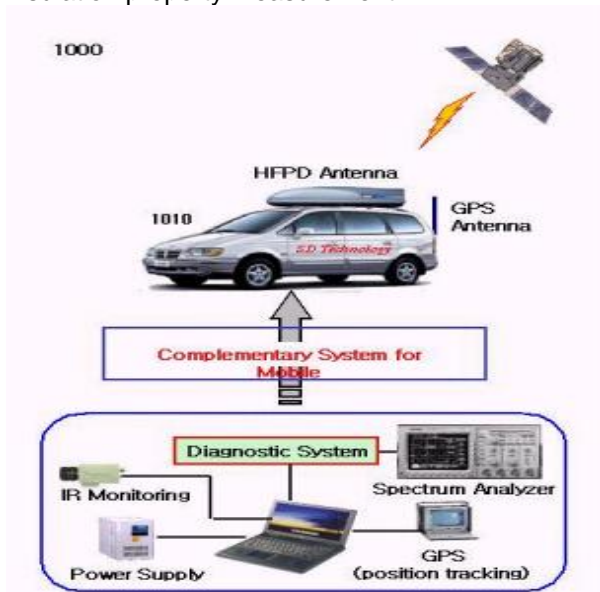 1000
HFPD Antenna
GPS
Antenna
1010
S.D Technology
Complementary System for
Mobile
Diagnostic System
IR Monitoring
Spectrum Analyzer
Power Supply
GPS
(position tracking)